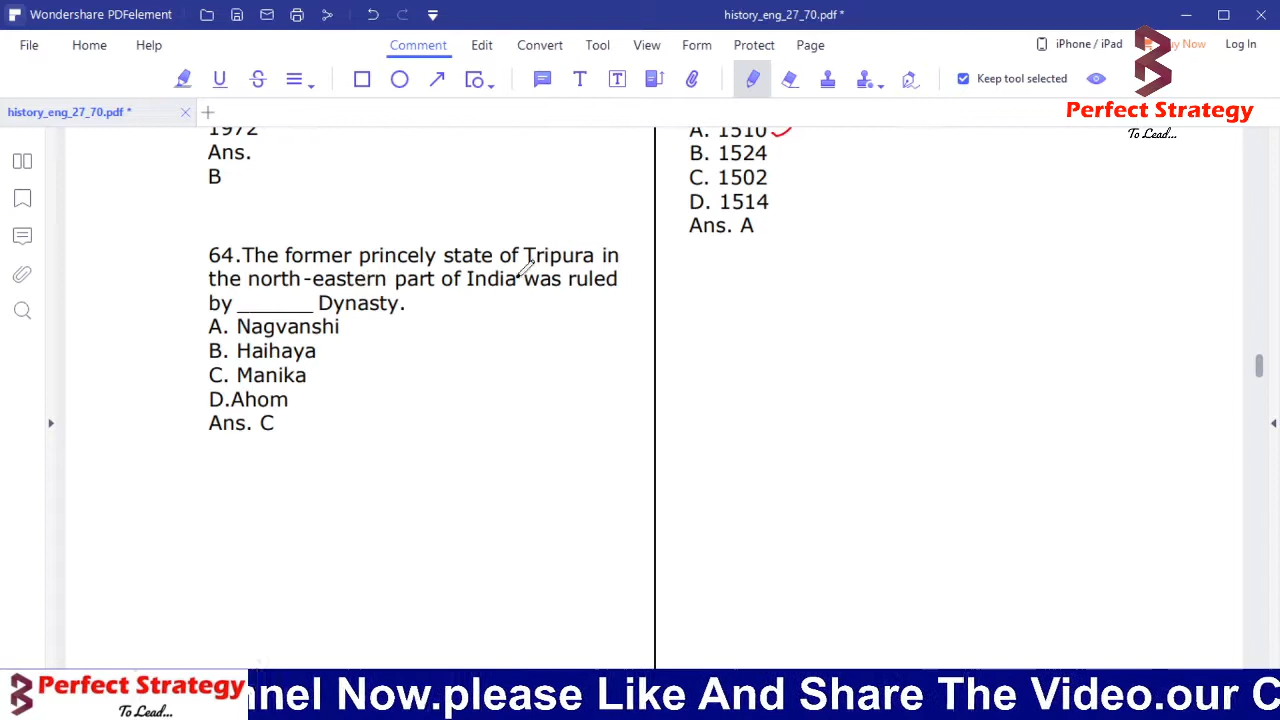 Wondershare PDFelement
history_eng_27_70.pdf *
File Home Help Comment Edit Convert Tool Form View Protect Page
iPhone / iPad
Buy Now
Log In
Keep tool selected
history_eng_27_70.pdf *
Perfect Strategy
To Lead...
1972
Ans.
B
64.The former princely state of Tripura in
the north-eastern part of India was ruled
by _______ Dynasty.
A. Nagvanshi
B. Haihaya
C. Manika
D.Ahom
Ans. C
A. 1510
B. 1524
C. 1502
D. 1514
Ans. A
Perfect Strategy
To Lead...
nnel Now.please Like And Share The Video.our C